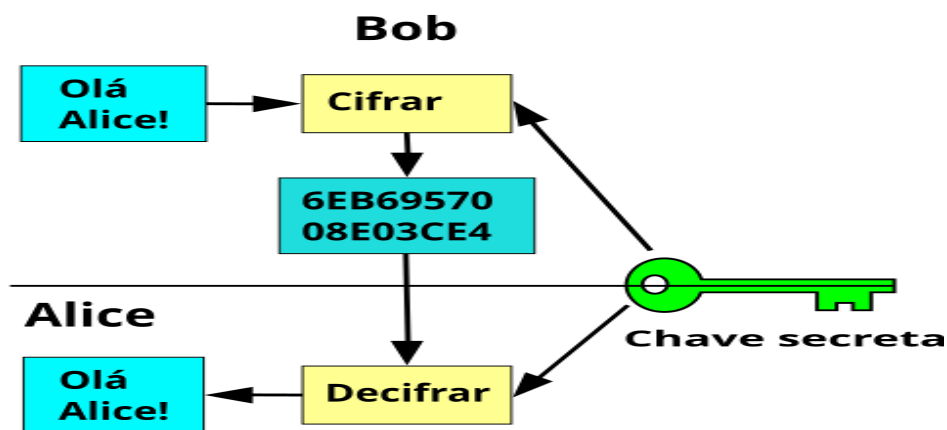 Bob
Olá
Alice!
Cifrar
6EB69570
08E03CE4
Alice
Chave secreta
Olá
Alice!
Decifrar